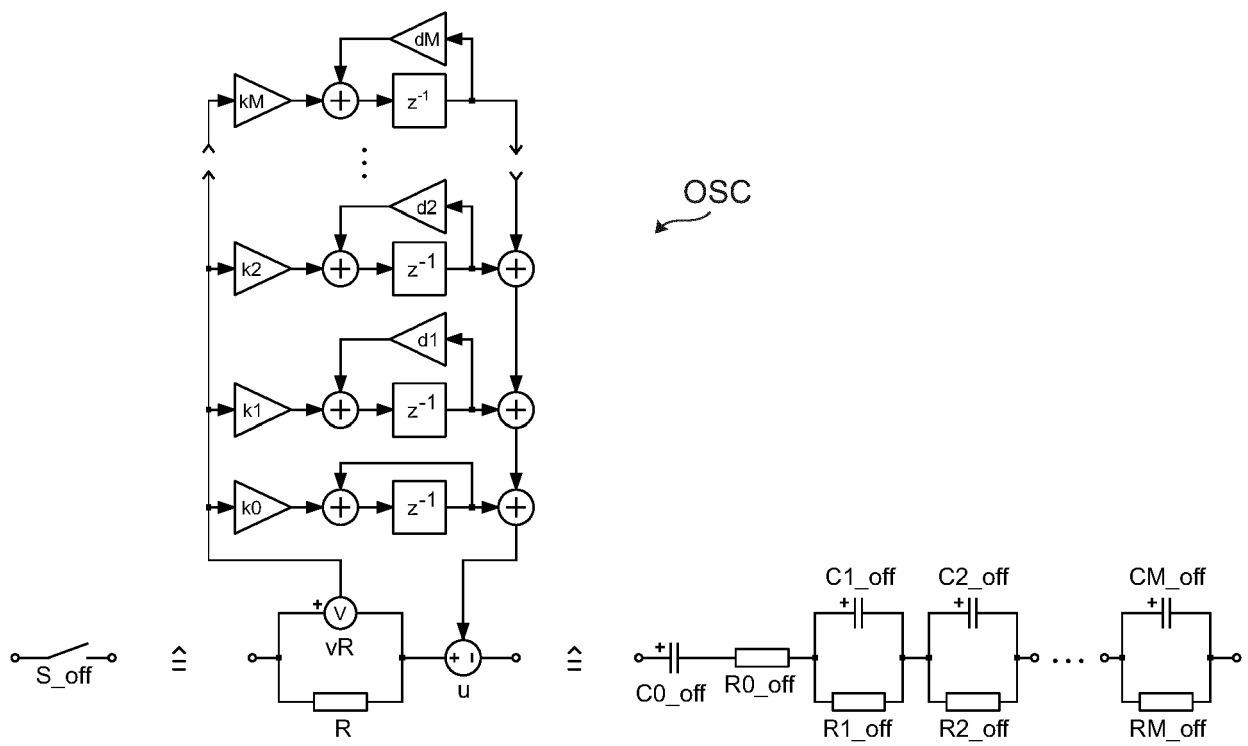 dM
kM
+
z-1
d2
OSC
k2
+
z-1
+
d1
k1
+
z-1
+
k0
+
z-1
+
C1_off
C2_off
CM_off
+
V
vR
+
+
+
+
+
≙
S_off
R
u
≙
C0_off
R0_off
R1_off
R2_off
...
RM_off